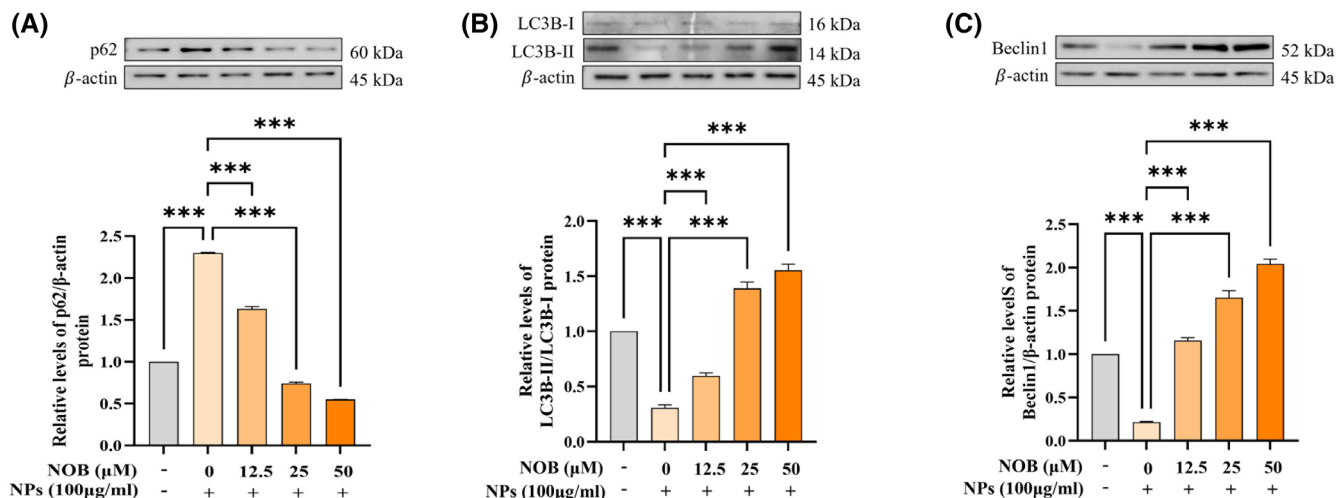 (A)
p62
60 kDa
β-actin
45 kDa
***
***
*** ***
Relative levels of p62/β-actin
protein
2.5
2.0
1.5
1.0
0.5
0.0
NOB (μM) - 0 12.5 25 50
NPs (100μg/ml) - + + + +
(B)
LC3B-I
16 kDa
LC3B-II
14 kDa
β-actin
45 kDa
***
***
*** ***
Relative levels of
LC3B-II/LC3B-I protein
2.0
1.5
1.0
0.5
0.0
NOB (μM) - 0 12.5 25 50
NPs (100μg/ml) - + + + +
(C)
Beclin1
52 kDa
β-actin
45 kDa
***
***
*** ***
Relative levelS of
Beclin1/β-actin protein
2.5
2.0
1.5
1.0
0.5
0.0
NOB (μM) - 0 12.5 25 50
NPs (100μg/ml) - + + + +